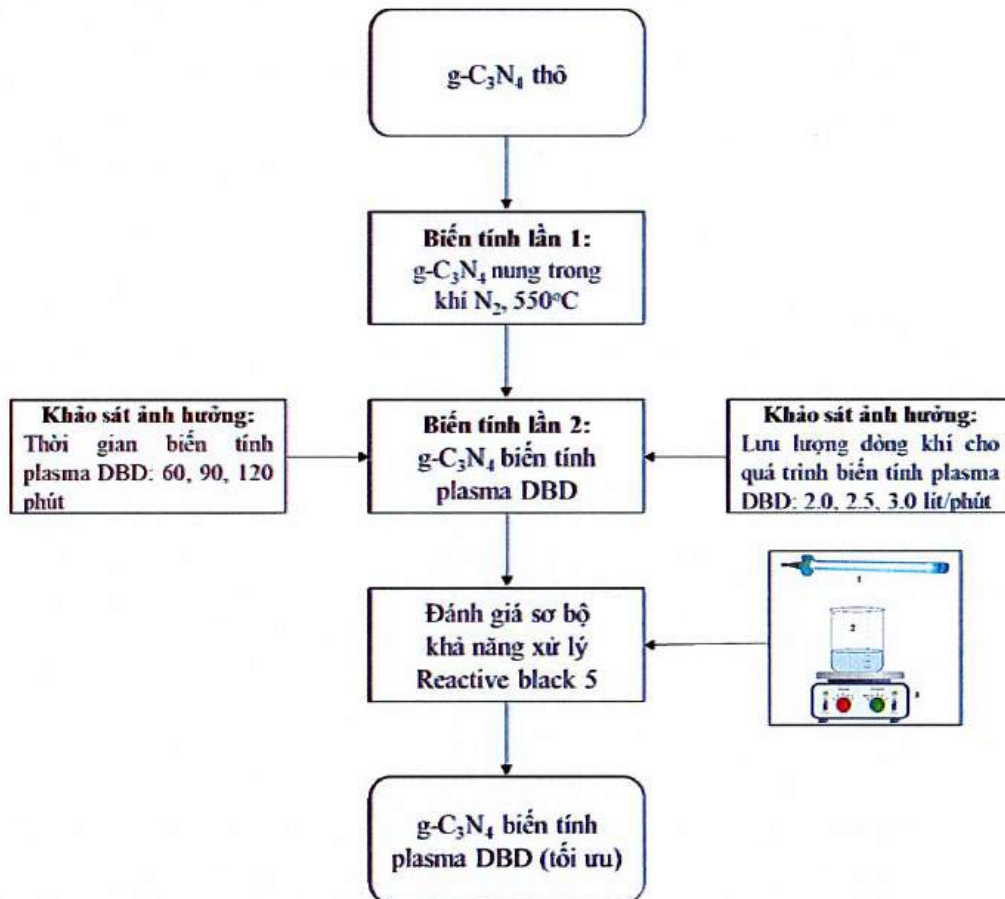 g-C₃N₄ thô
Biến tính lần 1:
g-C₃N₄ nung trong
khí N₂, 550°C
Khảo sát ảnh hưởng:
Thời gian biến tính
plasma DBD: 60, 90, 120
phút
Biến tính lần 2:
g-C₃N₄ biến tính
plasma DBD
Khảo sát ảnh hưởng:
Lưu lượng dòng khí cho
quá trình biến tính plasma
DBD: 2.0, 2.5, 3.0 lít/phút
Đánh giá sơ bộ
khả năng xử lý
Reactive black 5
1
2
3
g-C₃N₄ biến tính
plasma DBD (tối ưu)